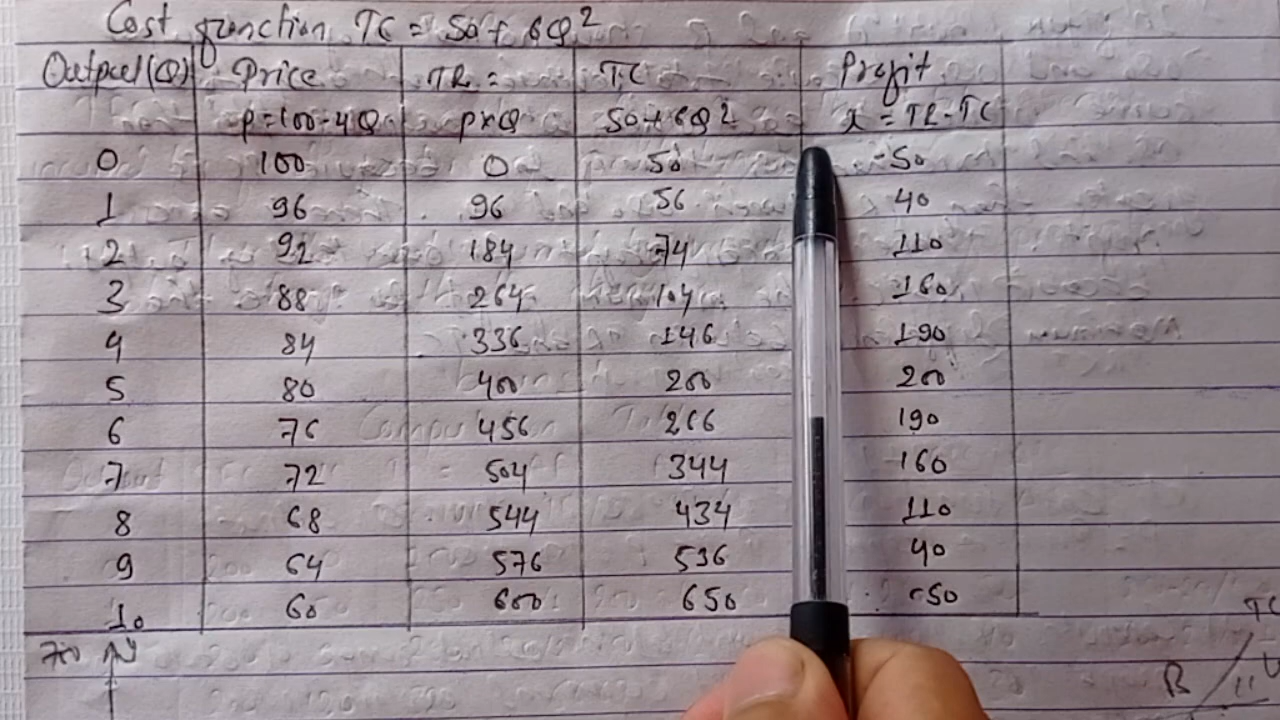 Cost function TC = 50 + 6Q²
Output(Q) Price TR = TC Profit
p=100-4Q p×Q 50+6Q² π = TR-TC
0 100 0 50 -50
1 96 96 56 40
2 92 184 74 110
3 88 264 104 160
4 84 336 146 190
5 80 400 200 200
6 76 456 266 190
7 72 504 344 160
8 68 544 434 110
9 64 576 536 40
10 60 600 650 -50
700
TC
B